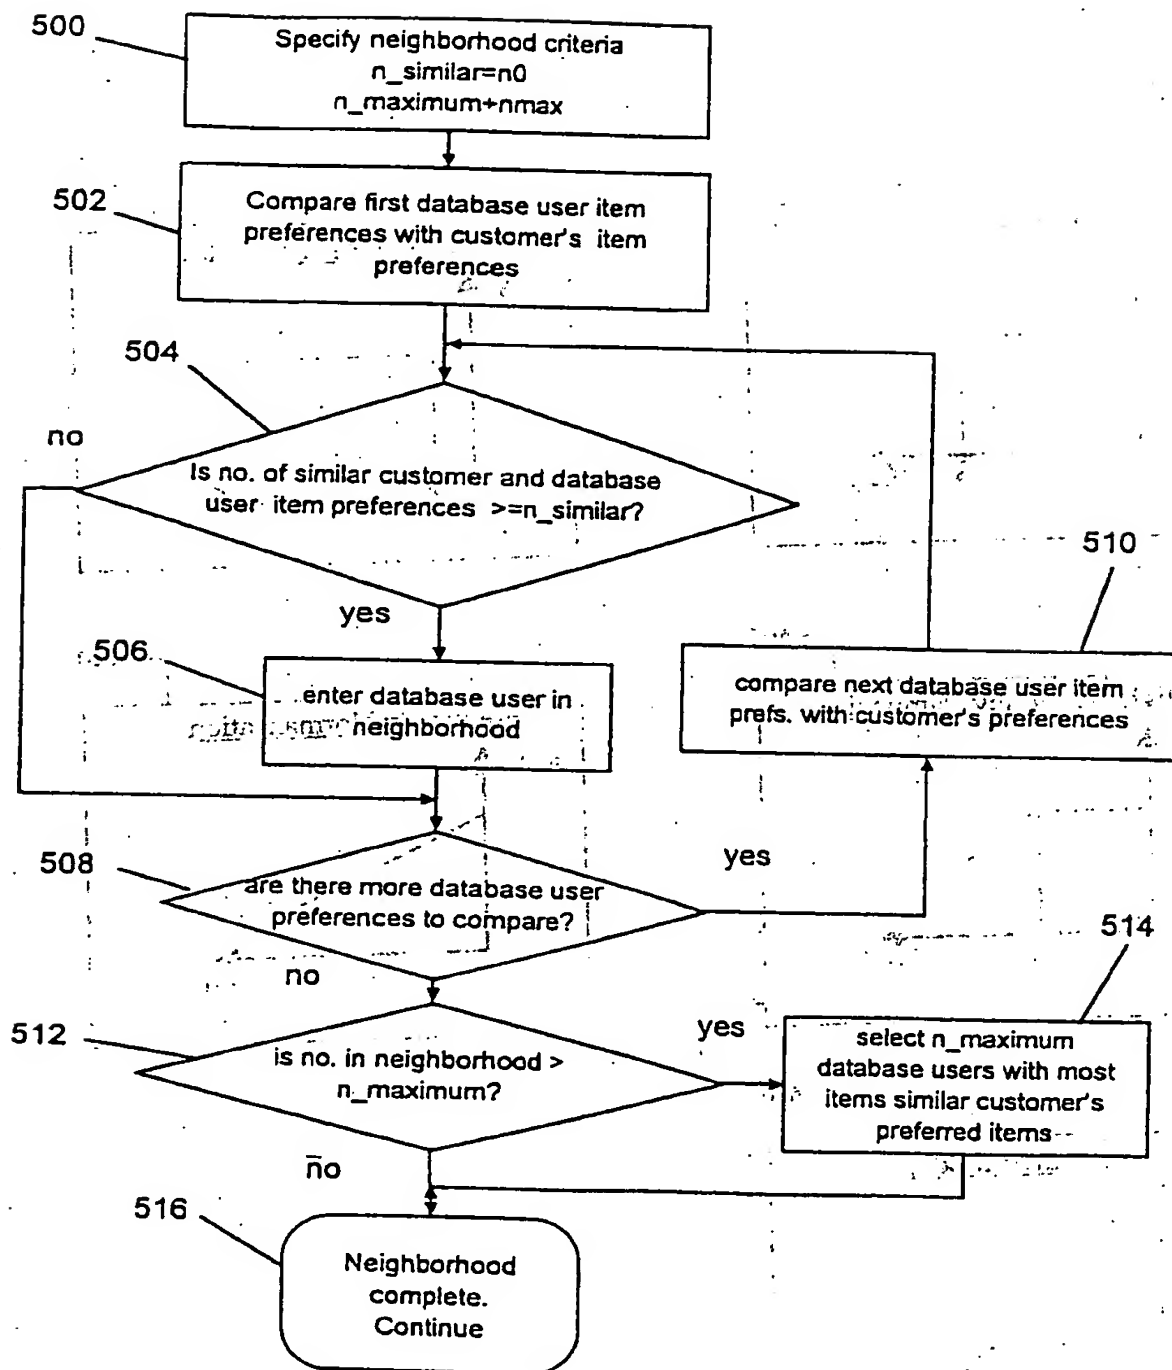 500
Specify neighborhood criteria
n_similar=n0
n_maximum+nmax
502
Compare first database user item
preferences with customer's item
preferences
504
no
Is no. of similar customer and database
user item preferences >=n_similar?
yes
510
506
enter database user in
neighborhood
compare next database user item
prefs. with customer's preferences
508
are there more database user
preferences to compare?
yes
no
514
512
is no. in neighborhood >
n_maximum?
yes
select n_maximum
database users with most
items similar customer's
preferred items
no
516
Neighborhood
complete.
Continue